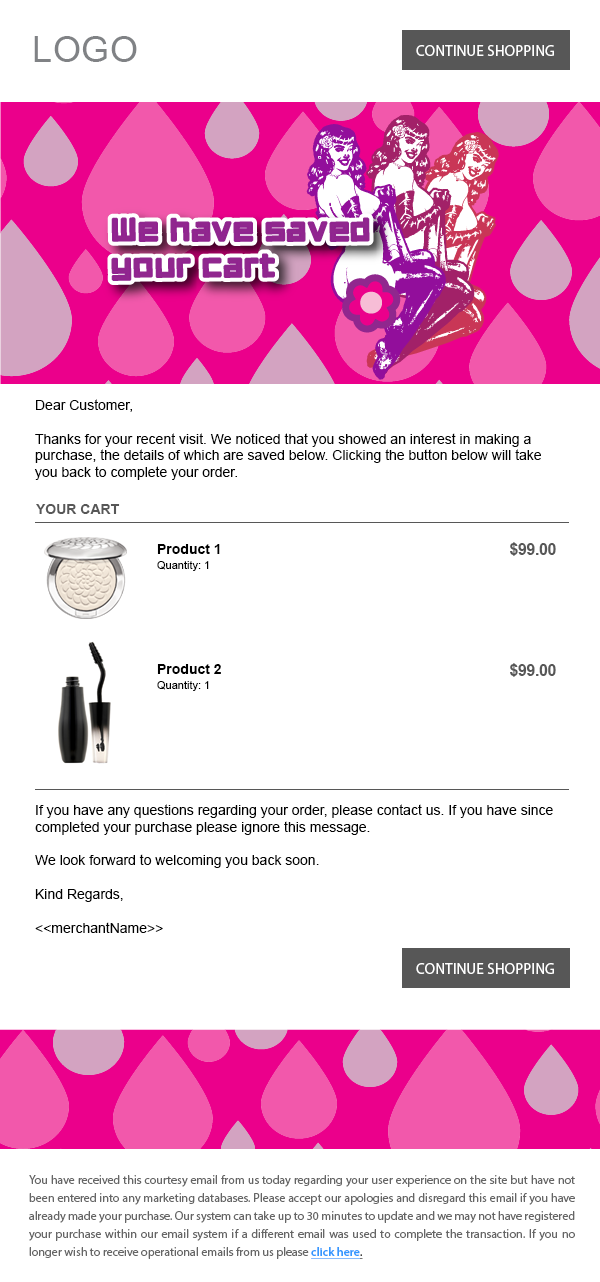 LOGO
CONTINUE SHOPPING
We have saved
your cart
Dear Customer,
Thanks for your recent visit. We noticed that you showed an interest in making a
purchase, the details of which are saved below. Clicking the button below will take
you back to complete your order.
YOUR CART
Product 1
$99.00
Quantity: 1
Product 2
$99.00
Quantity: 1
If you have any questions regarding your order, please contact us. If you have since
completed your purchase please ignore this message.
We look forward to welcoming you back soon.
Kind Regards,
<<merchantName>>
CONTINUE SHOPPING
You have received this courtesy email from us today regarding your user experience on the site but have not
been entered into any marketing databases. Please accept our apologies and disregard this email if you have
already made your purchase. Our system can take up to 30 minutes to update and we may not have registered
your purchase within our email system if a different email was used to complete the transaction. If you no
longer wish to receive operational emails from us please click here.